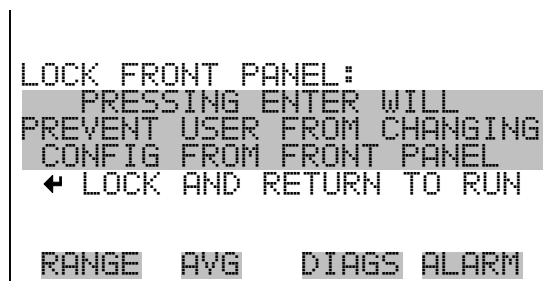 LOCK FRONT PANEL:
PRESSING ENTER WILL
PREVENT USER FROM CHANGING
CONFIG FROM FRONT PANEL
↵ LOCK AND RETURN TO RUN
RANGE AVG DIAGS ALARM